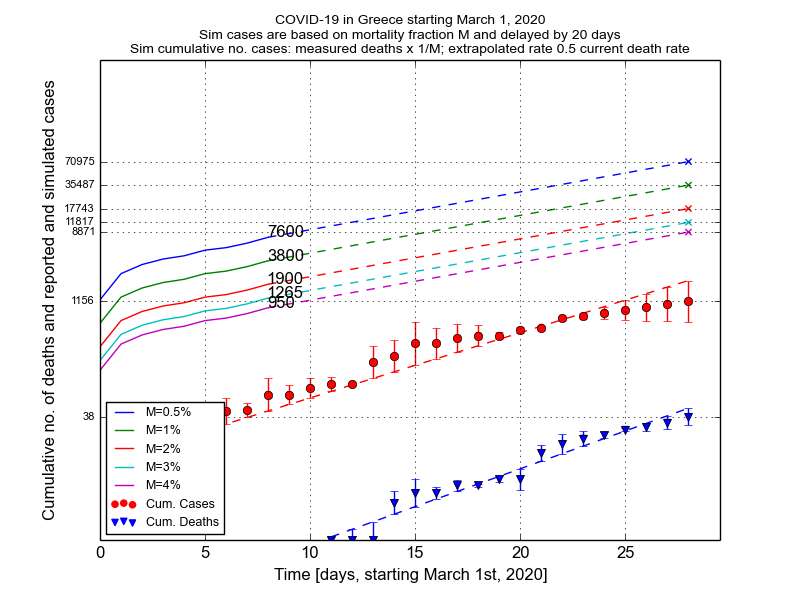 COVID-19 in Greece starting March 1, 2020
Sim cases are based on mortality fraction M and delayed by 20 days
Sim cumulative no. cases: measured deaths x 1/M; extrapolated rate 0.5 current death rate
Cumulative no. of deaths and reported and simulated cases
70975
35487
17743
11817
8871
1156
38
7600
3800
1900
1265
950
M=0.5%
M=1%
M=2%
M=3%
M=4%
Cum. Cases
Cum. Deaths
0 5 10 15 20 25
Time [days, starting March 1st, 2020]